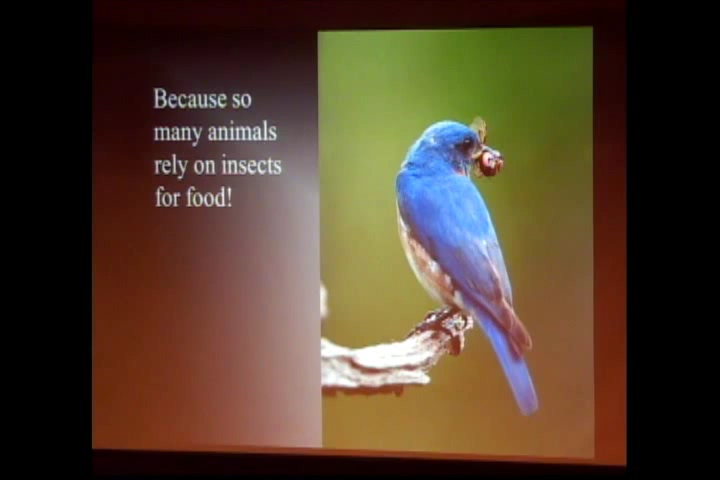 Because so
many animals
rely on insects
for food!